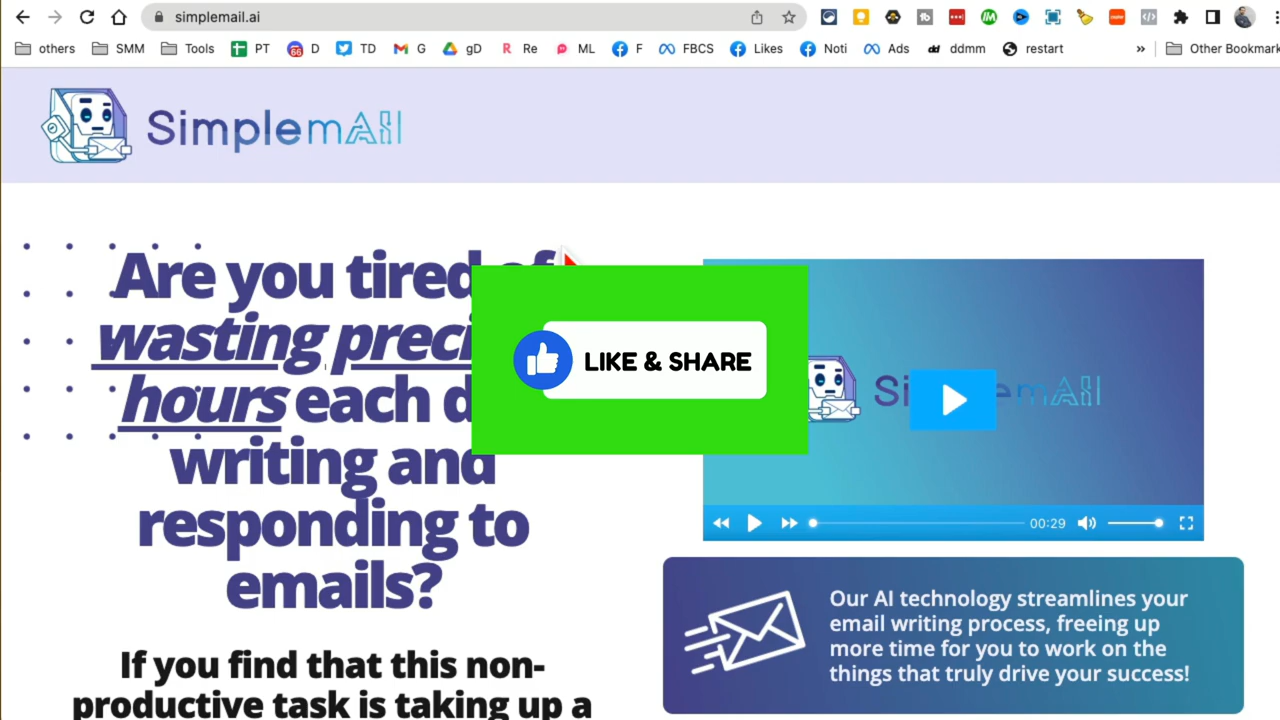 simplemail.ai
others SMM Tools PT D TD G gD Re ML F FBCS Likes Noti Ads ddmm restart » Other Bookmark
SimplemAIl
Are you tired of
wasting preci
hours each d
writing and
responding to
emails?
If you find that this non-
productive task is taking up a
LIKE & SHARE
SimplemAIl
00:29
Our AI technology streamlines your
email writing process, freeing up
more time for you to work on the
things that truly drive your success!